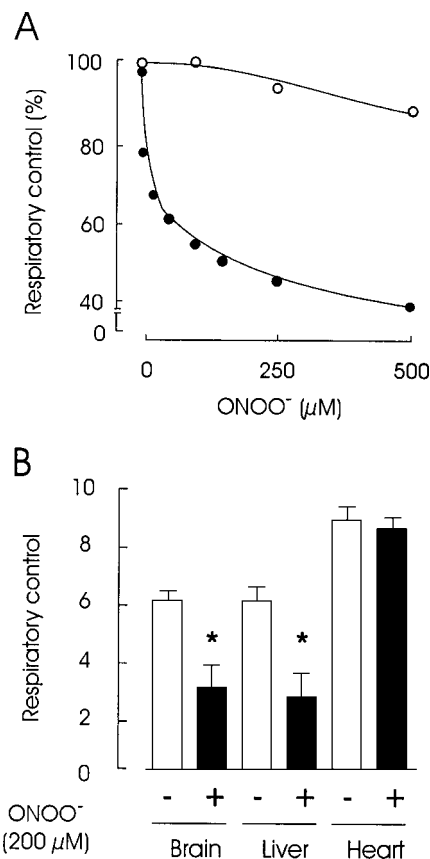 A
Respiratory control (%)
100
80
60
40
0
0 250 500
ONOO⁻ (μM)
B
Respiratory control
10
8
6
4
2
0
* *
ONOO⁻ - + - + - +
(200 μM)
Brain Liver Heart